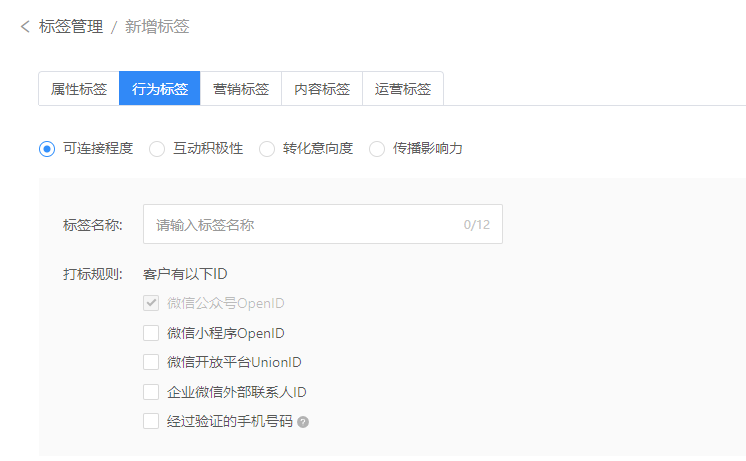 标签管理 / 新增标签
属性标签 行为标签 营销标签 内容标签 运营标签
可连接程度 互动积极性 转化意向度 传播影响力
标签名称: 请输入标签名称 0/12
打标规则: 客户有以下ID
微信公众号OpenID
微信小程序OpenID
微信开放平台UnionID
企业微信外部联系人ID
经过验证的手机号码 ?